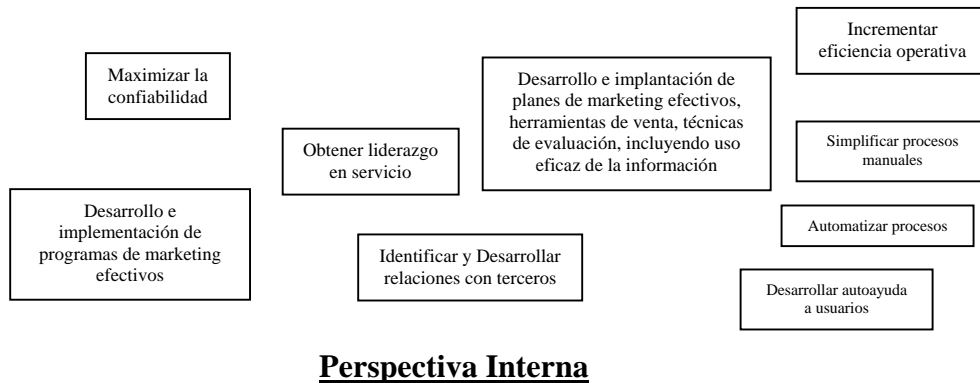 Maximizar la
confiabilidad
Desarrollo e
implementación de
programas de marketing
efectivos
Obtener liderazgo
en servicio
Identificar y Desarrollar
relaciones con terceros
Desarrollo e implantación de
planes de marketing efectivos,
herramientas de venta, técnicas
de evaluación, incluyendo uso
eficaz de la información
Incrementar
eficiencia operativa
Simplificar procesos
manuales
Automatizar procesos
Desarrollar autoayuda
a usuarios
Perspectiva Interna